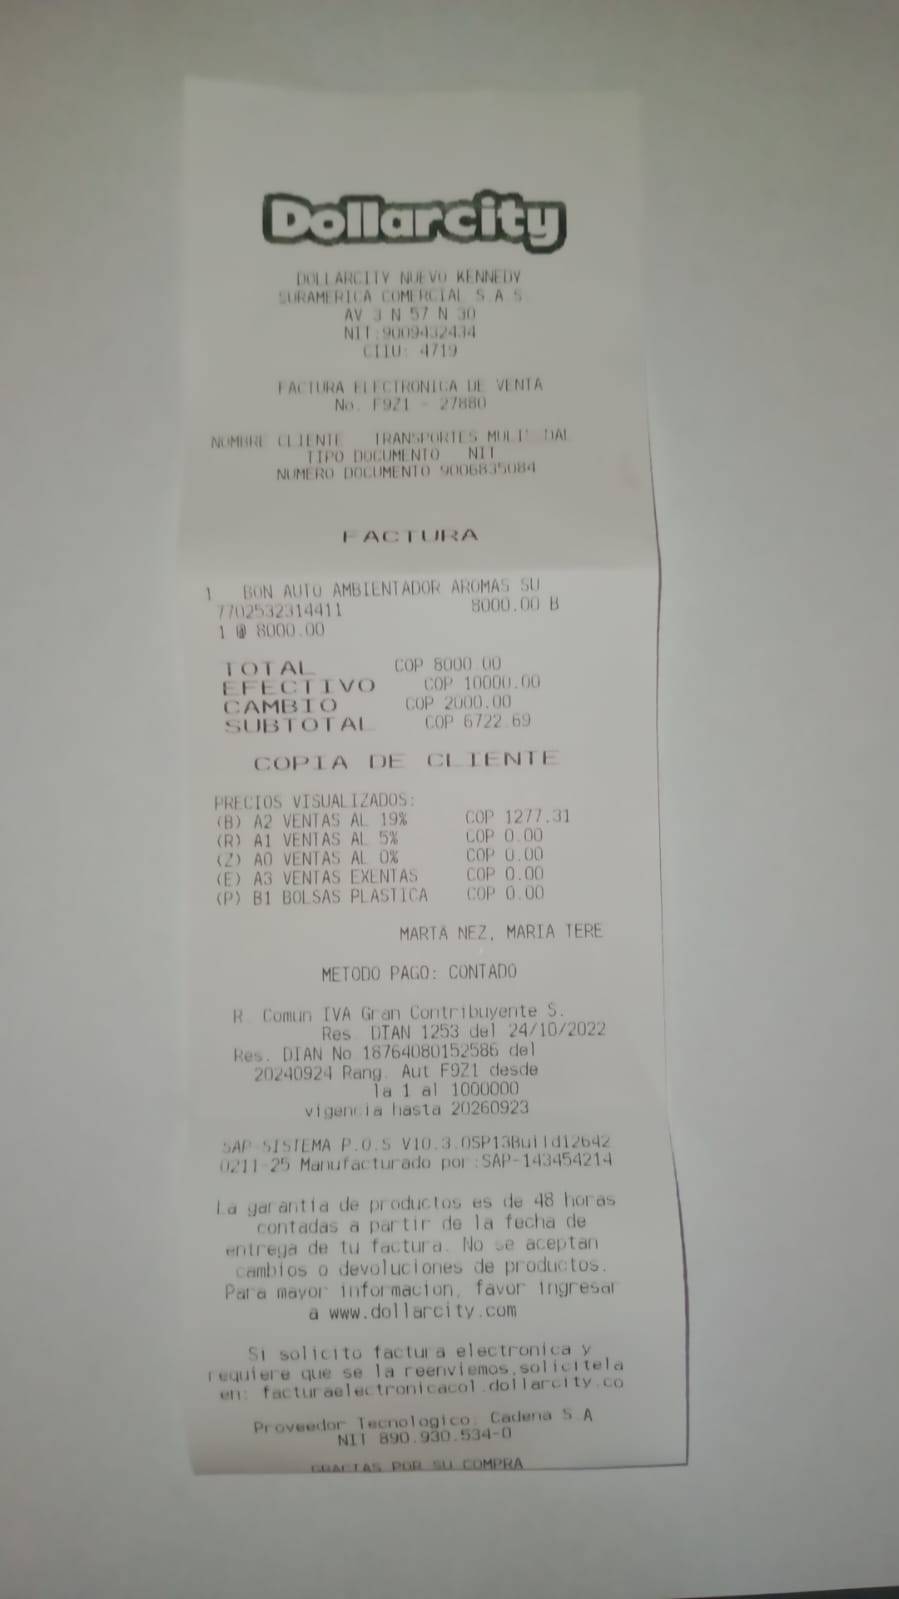 Dollarcity
DOLLARCITY NUEVO KENNEDY
SURAMERICA COMERCIAL S.A.S.
AV 3 N 57 N 30
NIT:9009432434
CIIU: 4719
FACTURA ELECTRONICA DE VENTA
No. F9Z1 - 27880
NOMBRE CLIENTE TRANSPORTES DAL
TIPO DOCUMENTO NIT
NUMERO DOCUMENTO 9006835084
FACTURA
1 BON AUTO AMBIENTADOR AROMAS SU
7702532314411 8000.00 B
1 @ 8000.00
TOTAL COP 8000.00
EFECTIVO COP 10000.00
CAMBIO COP 2000.00
SUBTOTAL COP 6722.69
COPIA DE CLIENTE
PRECIOS VISUALIZADOS:
(B) A2 VENTAS AL 19% COP 1277.31
(R) A1 VENTAS AL 5% COP 0.00
(Z) A0 VENTAS AL 0% COP 0.00
(E) A3 VENTAS EXENTAS COP 0.00
(P) B1 BOLSAS PLASTICA COP 0.00
MARTA NEZ, MARIA TERE
METODO PAGO: CONTADO
R. Comun IVA Gran Contribuyente S.
Res. DIAN 1253 del 24/10/2022
Res. DIAN No 18764080152586 del
20240924 Rang. Aut F9Z1 desde
la 1 al 1000000
vigencia hasta 20260923
SAP SISTEMA P.O.S V10.3.0SP13Build12642
0211-25 Manufacturado por:SAP-143454214
La garantia de productos es de 48 horas
contadas a partir de la fecha de
entrega de tu factura. No se aceptan
cambios o devoluciones de productos.
Para mayor informacion, favor ingresar
a www.dollarcity.com
Si solicito factura electronica y
requiere que se la reenviemos,solicitela
en: facturaelectronicacol.dollarcity.co
Proveedor Tecnologico: Cadena S.A
NIT 890.930.534-0
GRACIAS POR SU COMPRA